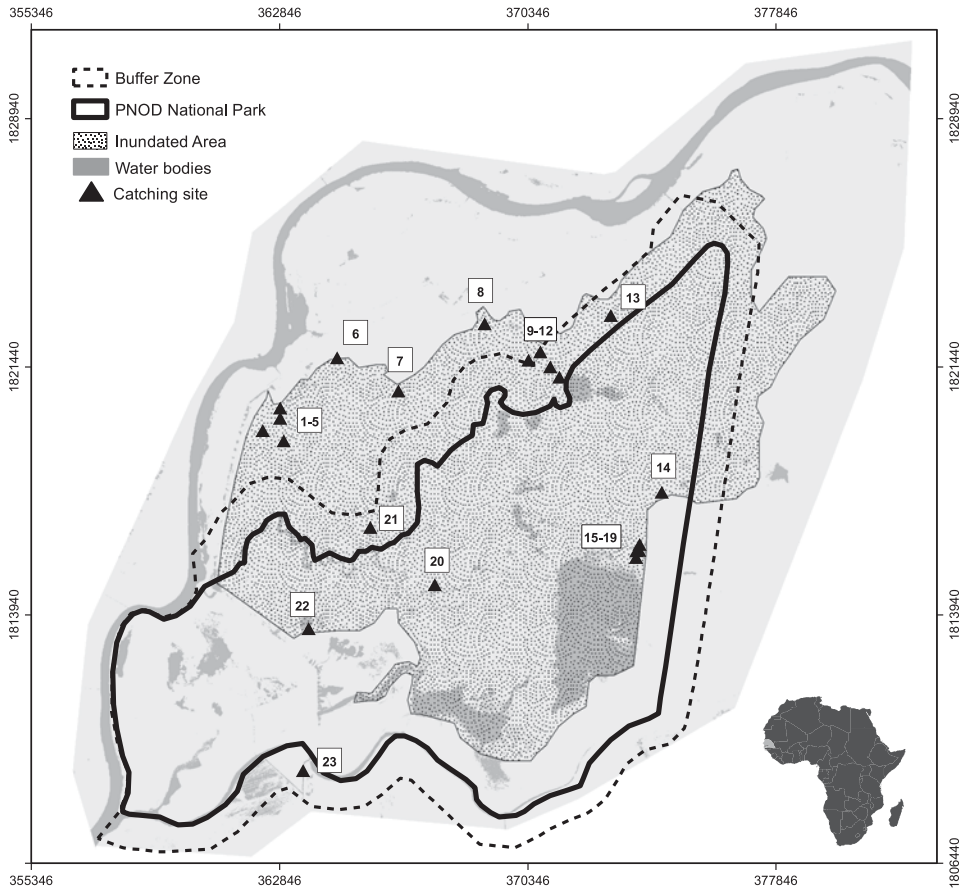 355346 362846 370346 377846
1828940 1828940
Buffer Zone
PNOD National Park
Inundated Area
Water bodies
Catching site
8
13
9-12
6
7
1821440 1821440
1-5
14
21
15-19
20
22
1813940 1813940
23
1806440
355346 362846 370346 377846